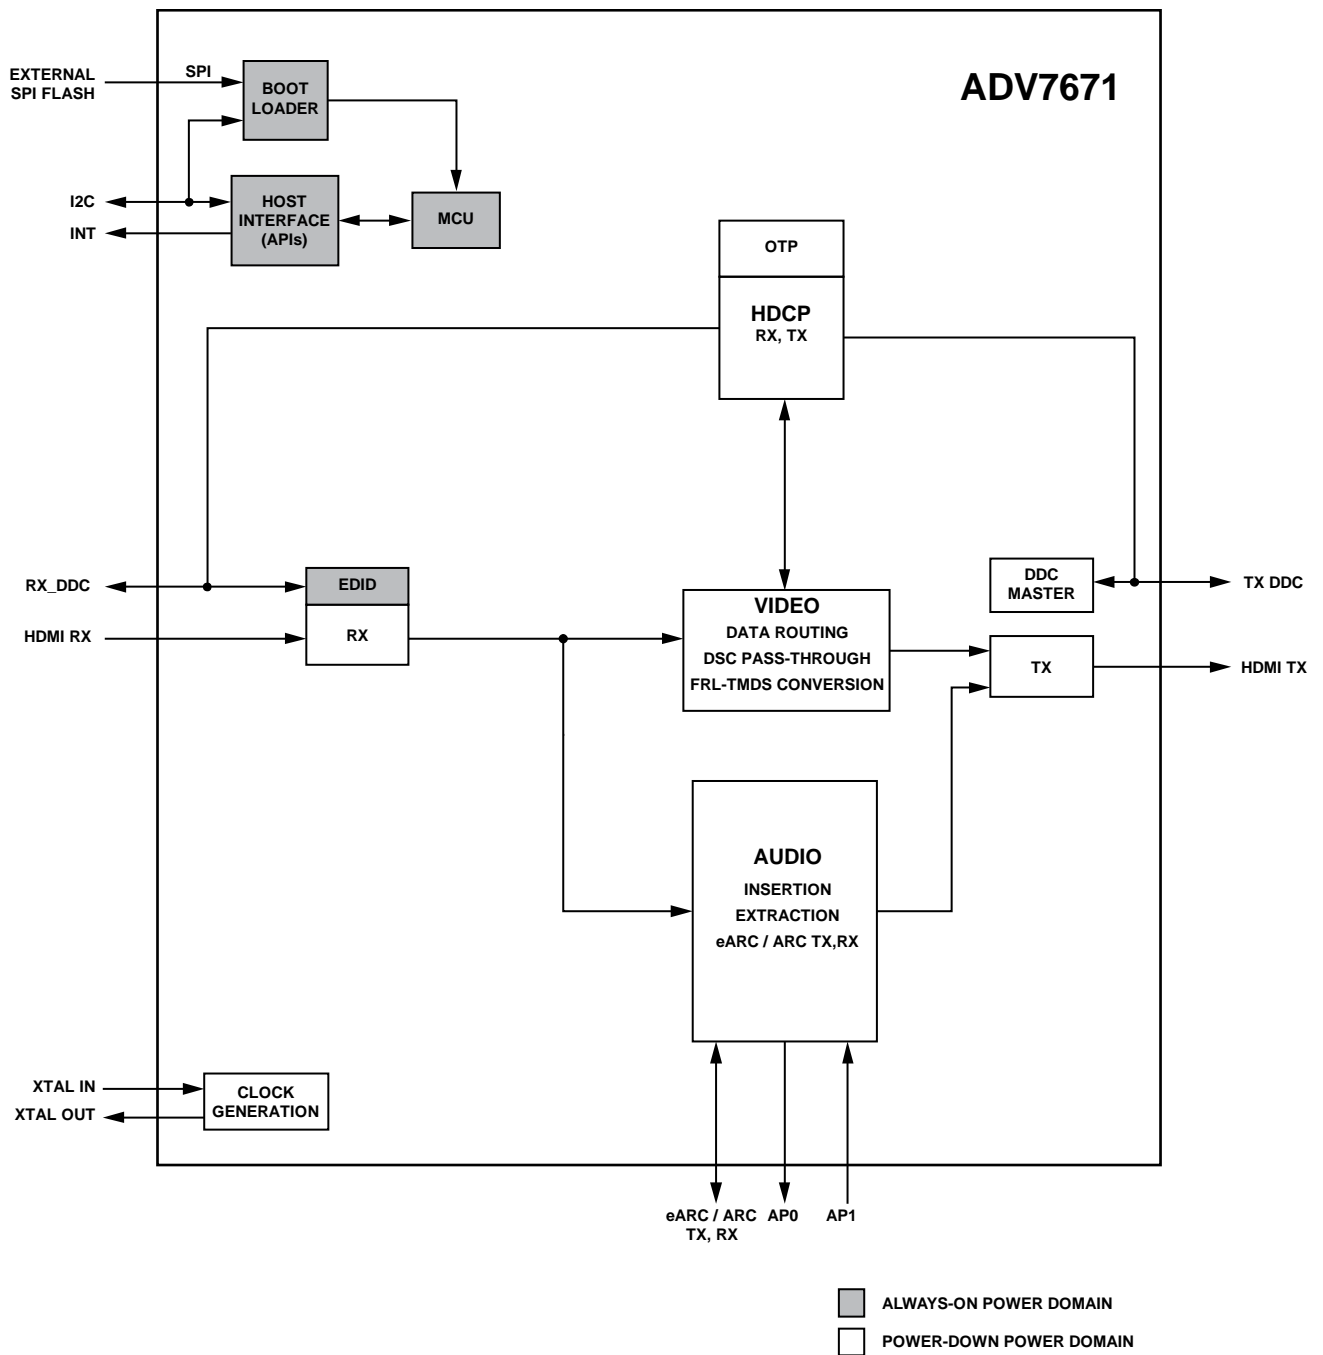 ADV7671
EXTERNAL
SPI FLASH
SPI
BOOT
LOADER
I2C
INT
HOST
INTERFACE
(APIs)
MCU
OTP
HDCP
RX, TX
RX_DDC
EDID
HDMI RX
RX
VIDEO
DATA ROUTING
DSC PASS-THROUGH
FRL-TMDS CONVERSION
DDC
MASTER
TX DDC
TX
HDMI TX
AUDIO
INSERTION
EXTRACTION
eARC / ARC TX,RX
XTAL IN
XTAL OUT
CLOCK
GENERATION
eARC / ARC
TX, RX
AP0
AP1
ALWAYS-ON POWER DOMAIN
POWER-DOWN POWER DOMAIN